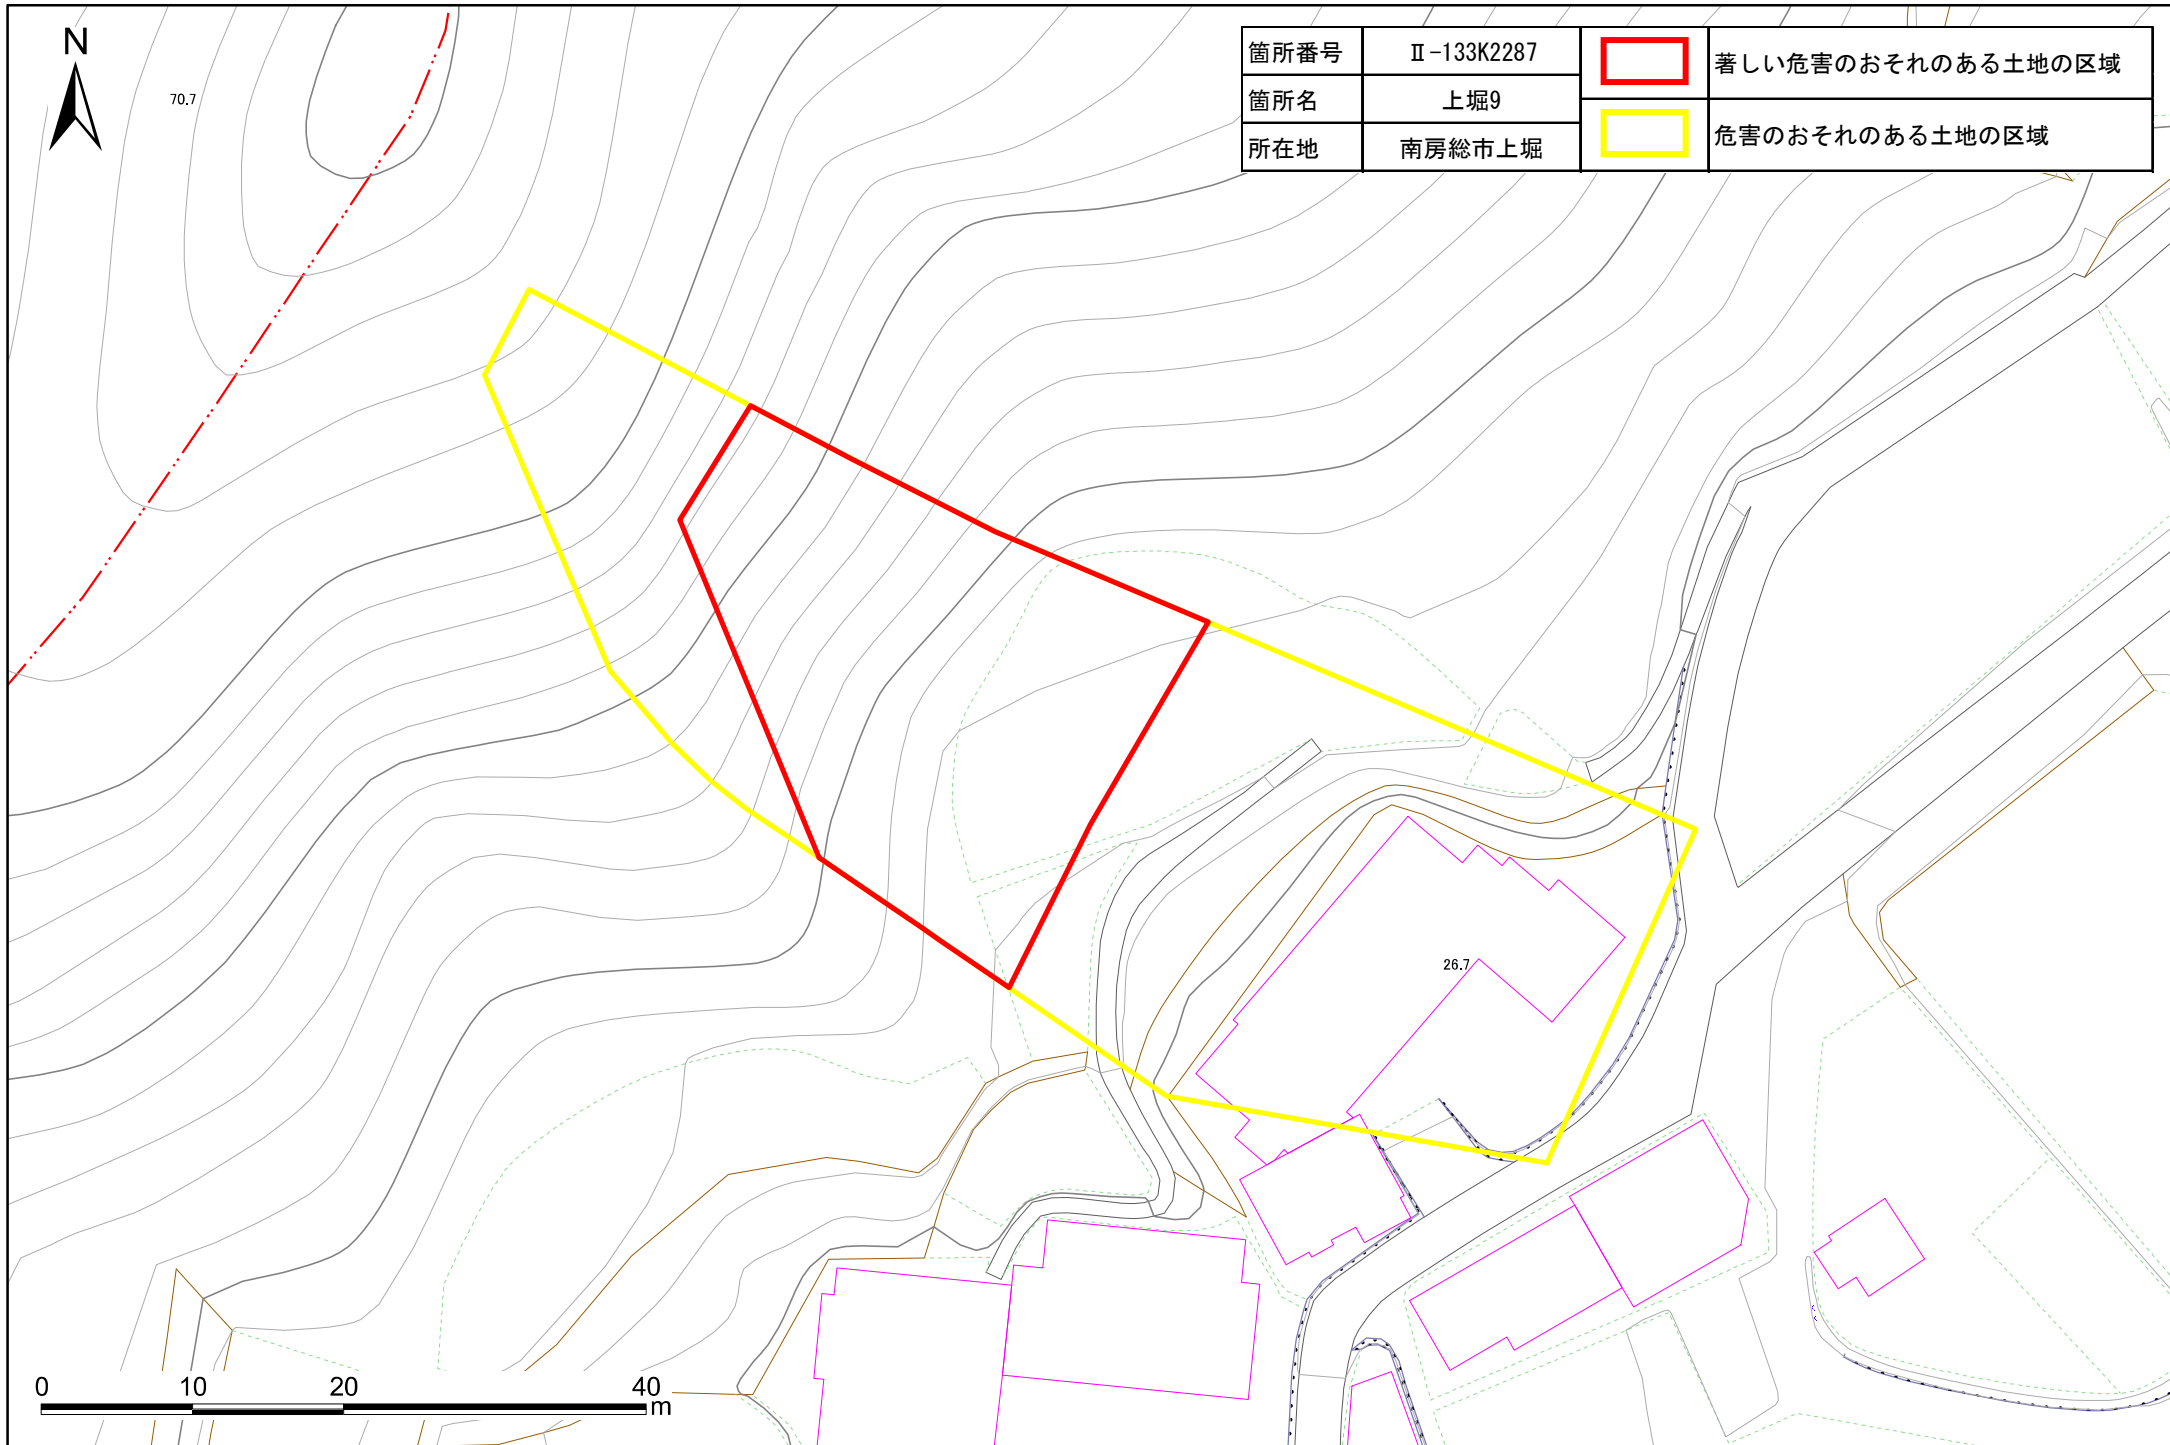 N
70.7
箇所番号 Ⅱ-133K2287
箇所名 上堀9
所在地 南房総市上堀
著しい危害のおそれのある土地の区域
危害のおそれのある土地の区域
26.7
0 10 20 40
m